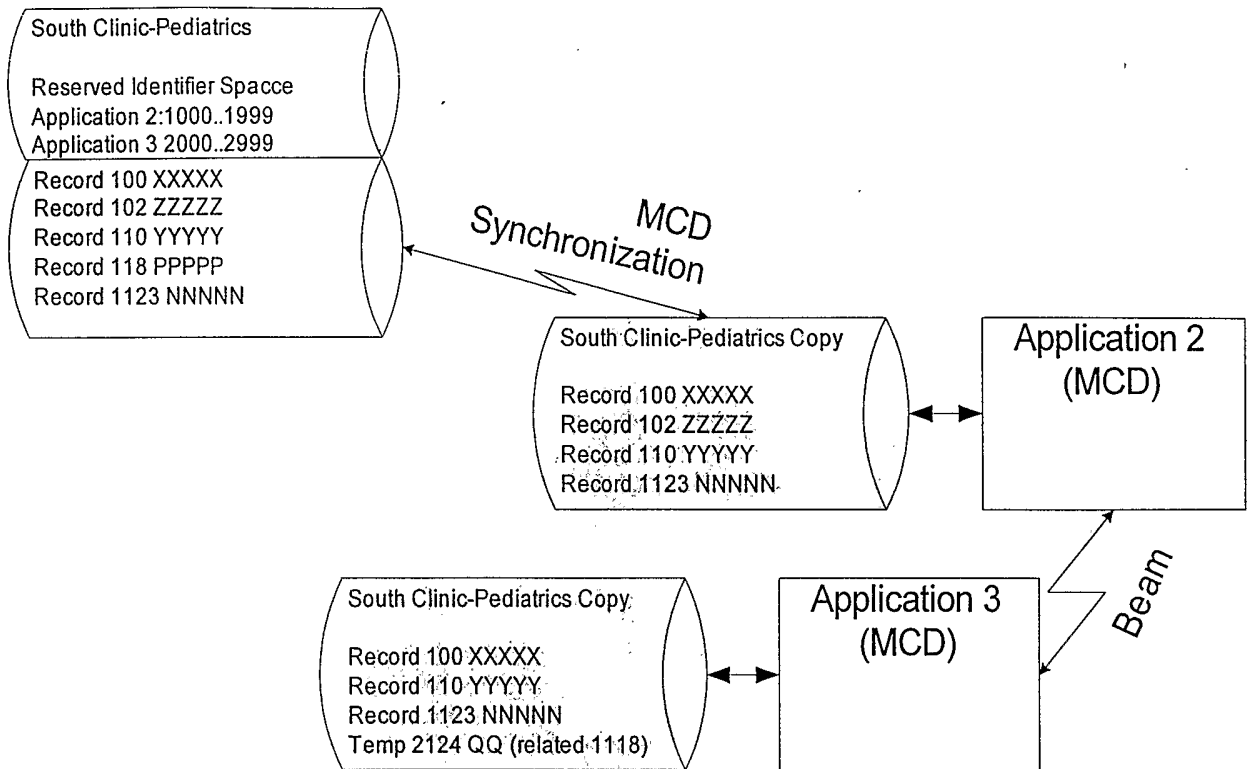 South Clinic-Pediatrics
Reserved Identifier Spacce
Application 2:1000..1999
Application 3 2000..2999
Record 100 XXXXX
Record 102 ZZZZZ
Record 110 YYYYY
Record 118 PPPPP
Record 1123 NNNNN
MCD
Synchronization
South Clinic-Pediatrics Copy
Record 100 XXXXX
Record 102 ZZZZZ
Record 110 YYYYY
Record 1123 NNNNN
Application 2
(MCD)
Beam
South Clinic-Pediatrics Copy
Record 100 XXXXX
Record 110 YYYYY
Record 1123 NNNNN
Temp 2124 QQ (related 1118)
Application 3
(MCD)